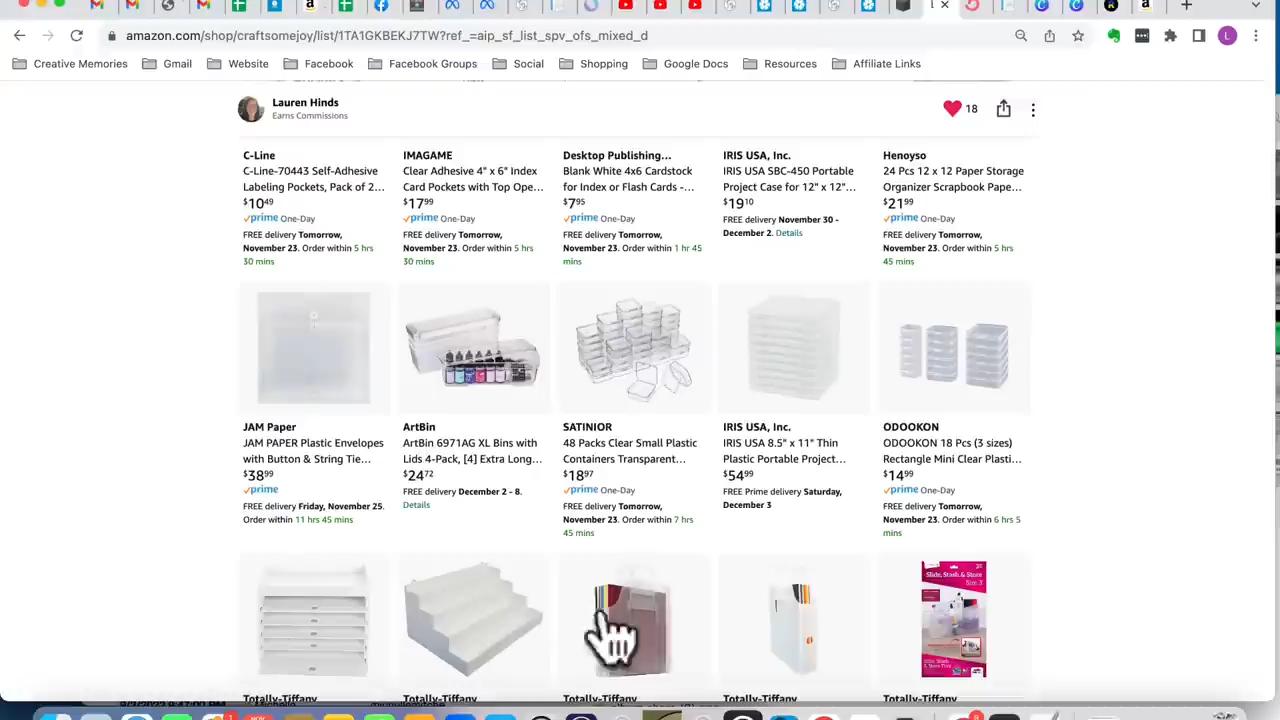 amazon.com/shop/craftsomejoy/list/1TA1GKBEKJ7TW?ref_=aip_sf_list_spv_ofs_mixed_d
Creative Memories Gmail Website Facebook Facebook Groups Social Shopping Google Docs Resources Affiliate Links
Lauren Hinds
Earns Commissions
18
C-Line
C-Line-70443 Self-Adhesive
Labeling Pockets, Pack of 2...
$10.49
prime One-Day
FREE delivery Tomorrow,
November 23. Order within 5 hrs
30 mins
IMAGAME
Clear Adhesive 4" x 6" Index
Card Pockets with Top Ope...
$17.99
prime One-Day
FREE delivery Tomorrow,
November 23. Order within 5 hrs
30 mins
Desktop Publishing...
Blank White 4x6 Cardstock
for Index or Flash Cards -...
$7.95
prime One-Day
FREE delivery Tomorrow,
November 23. Order within 1 hr 45
mins
IRIS USA, Inc.
IRIS USA SBC-450 Portable
Project Case for 12" x 12"...
$19.10
FREE delivery November 30 -
December 2. Details
Henoyso
24 Pcs 12 x 12 Paper Storage
Organizer Scrapbook Pape...
$21.99
prime One-Day
FREE delivery Tomorrow,
November 23. Order within 5 hrs
45 mins
JAM Paper
JAM PAPER Plastic Envelopes
with Button & String Tie...
$38.99
prime
FREE delivery Friday, November 25.
Order within 11 hrs 45 mins
ArtBin
ArtBin 6971AG XL Bins with
Lids 4-Pack, [4] Extra Long...
$24.72
FREE delivery December 2 - 8.
Details
SATINIOR
48 Packs Clear Small Plastic
Containers Transparent...
$18.97
prime One-Day
FREE delivery Tomorrow,
November 23. Order within 7 hrs
45 mins
IRIS USA, Inc.
IRIS USA 8.5" x 11" Thin
Plastic Portable Project...
$54.99
FREE Prime delivery Saturday,
December 3
ODOOKON
ODOOKON 18 Pcs (3 sizes)
Rectangle Mini Clear Plasti...
$14.99
prime One-Day
FREE delivery Tomorrow,
November 23. Order within 6 hrs 5
mins
Slide, Stash & Store
Totally-Tiffany
Totally-Tiffany
Totally-Tiffany
Totally-Tiffany
Totally-Tiffany